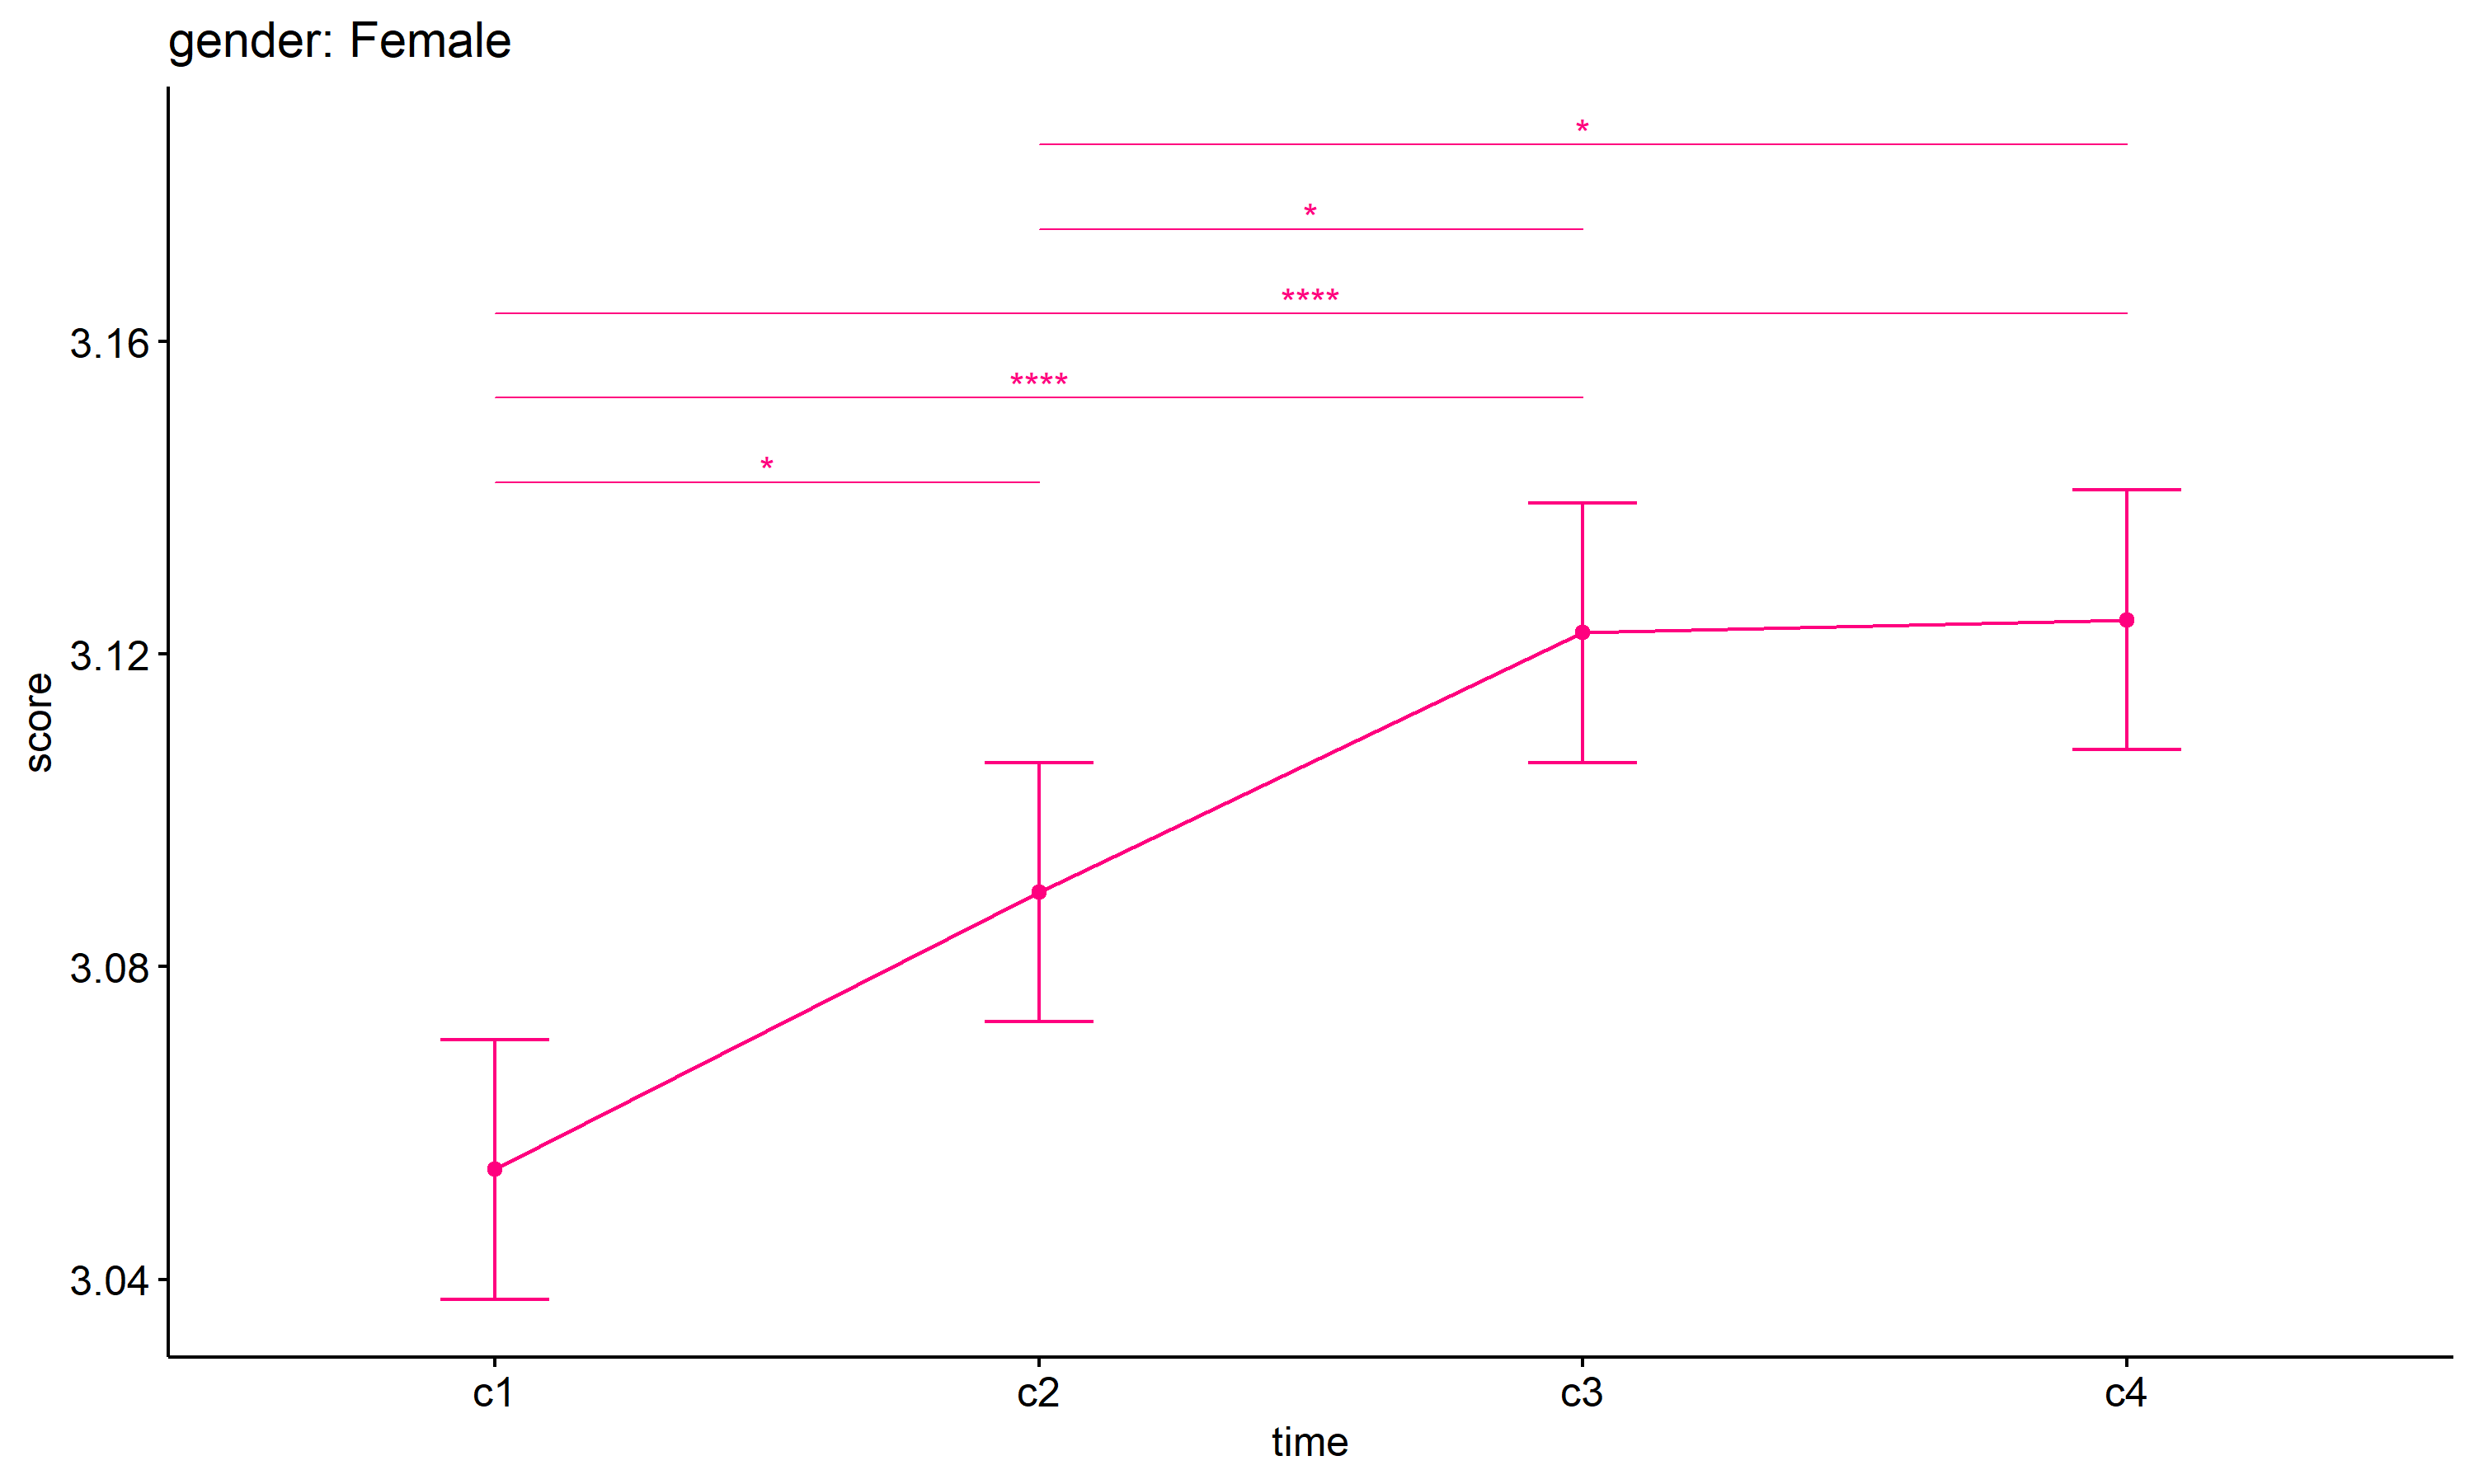 gender: Female
*
*
****
****
*
3.16
3.12
3.08
3.04
score
c1 c2 c3 c4
time